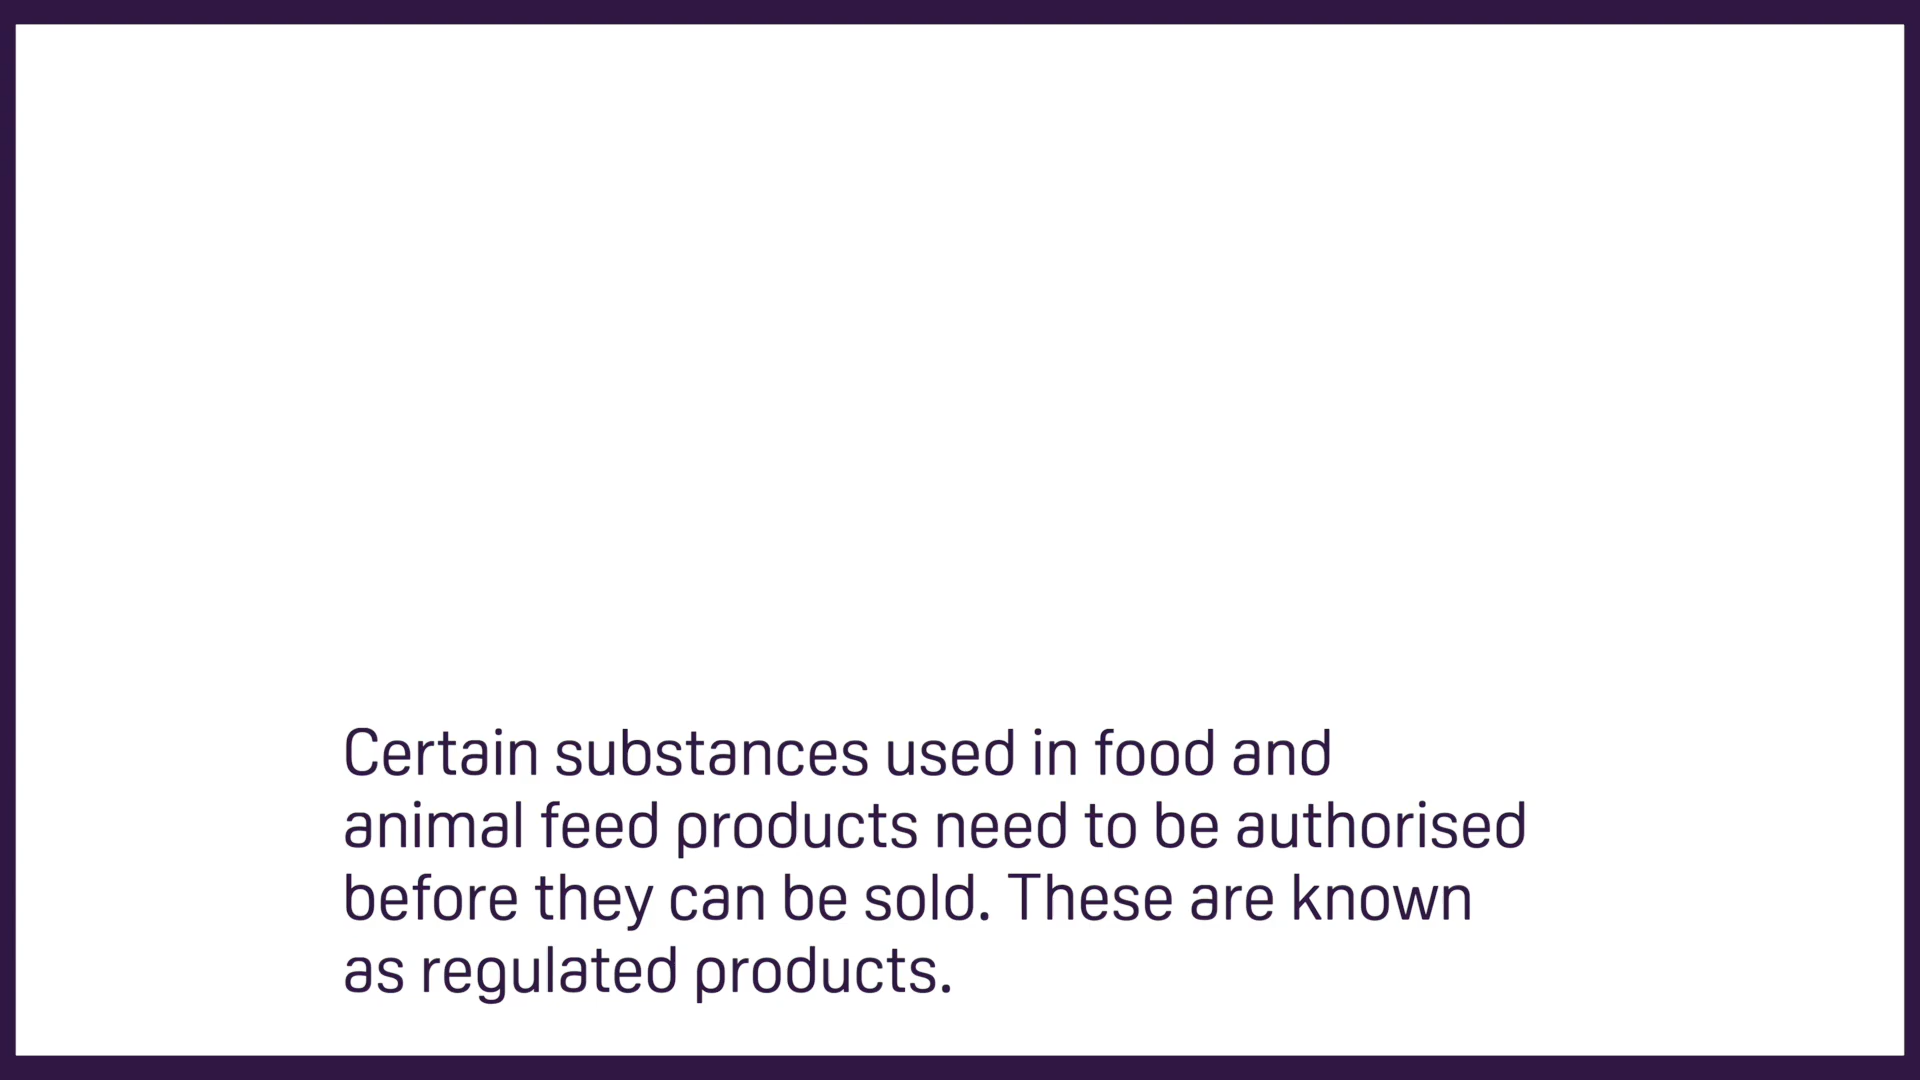 Certain substances used in food and
animal feed products need to be authorised
before they can be sold. These are known
as regulated products.